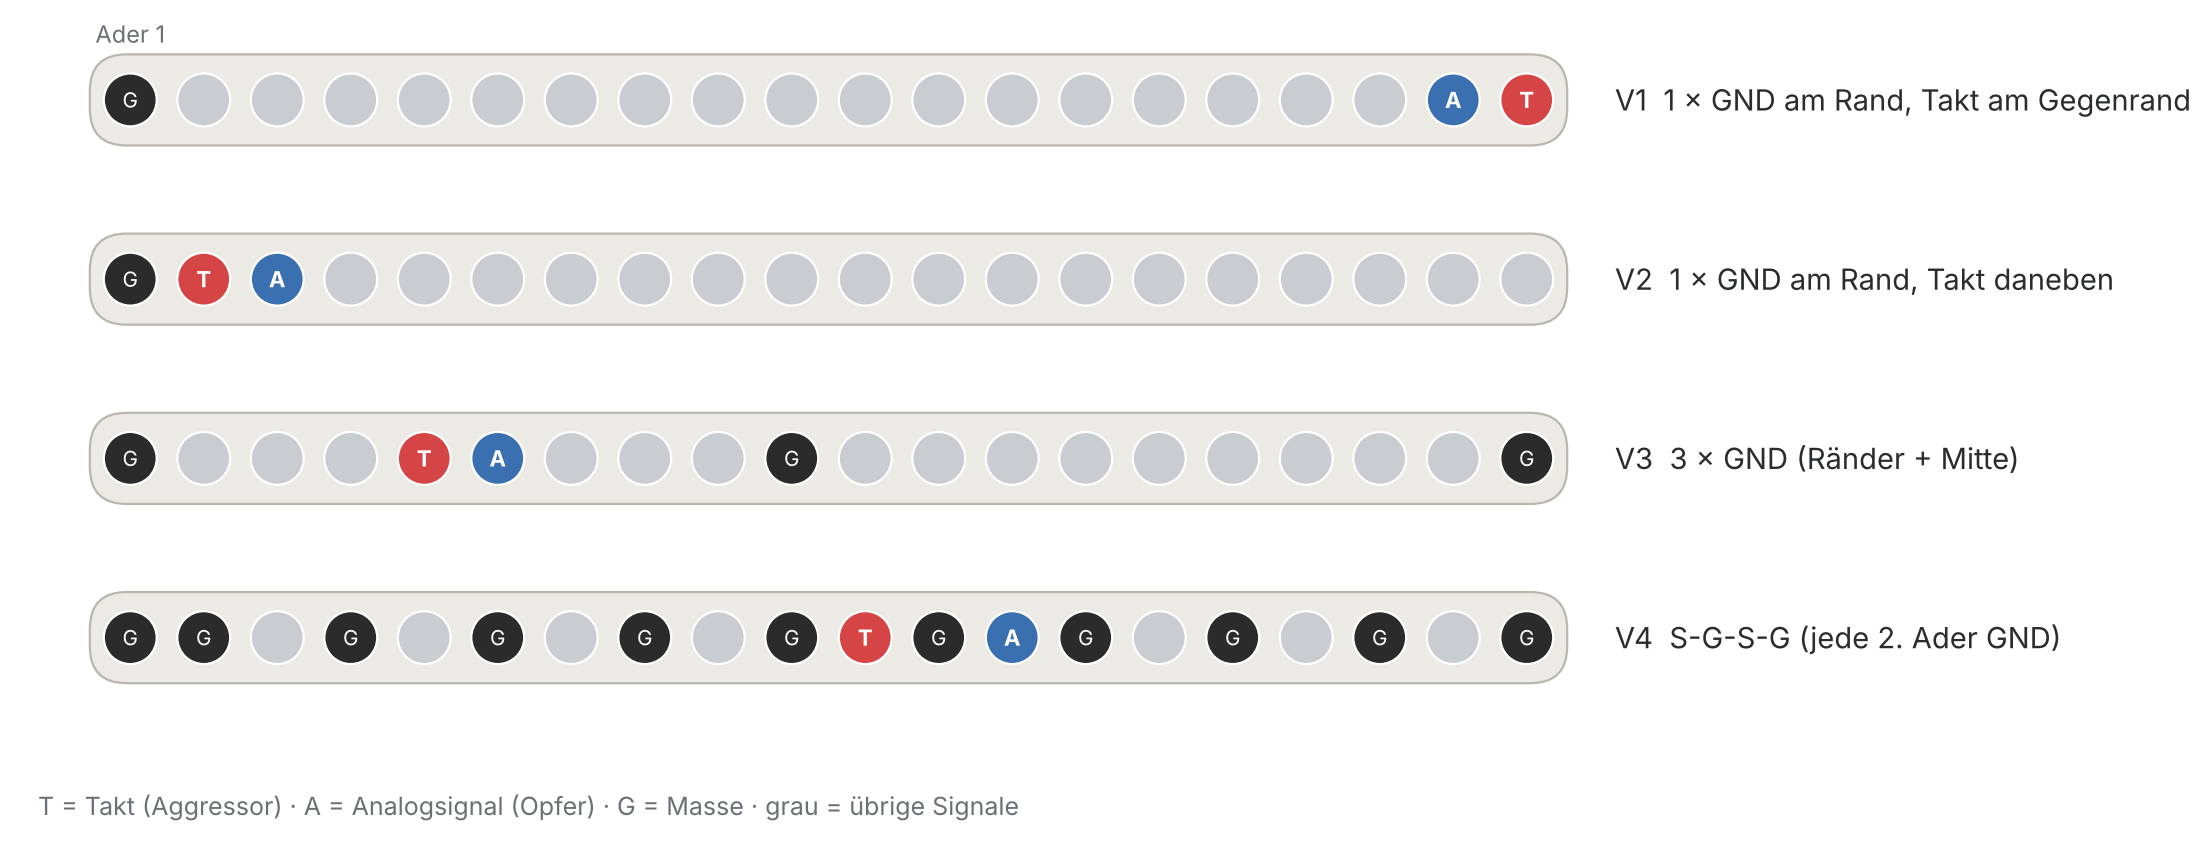 Ader 1
G A T V1 1 × GND am Rand, Takt am Gegenrand
G T A V2 1 × GND am Rand, Takt daneben
G T A G G V3 3 × GND (Ränder + Mitte)
G G G G G G T G A G G G G V4 S-G-S-G (jede 2. Ader GND)
T = Takt (Aggressor) · A = Analogsignal (Opfer) · G = Masse · grau = übrige Signale